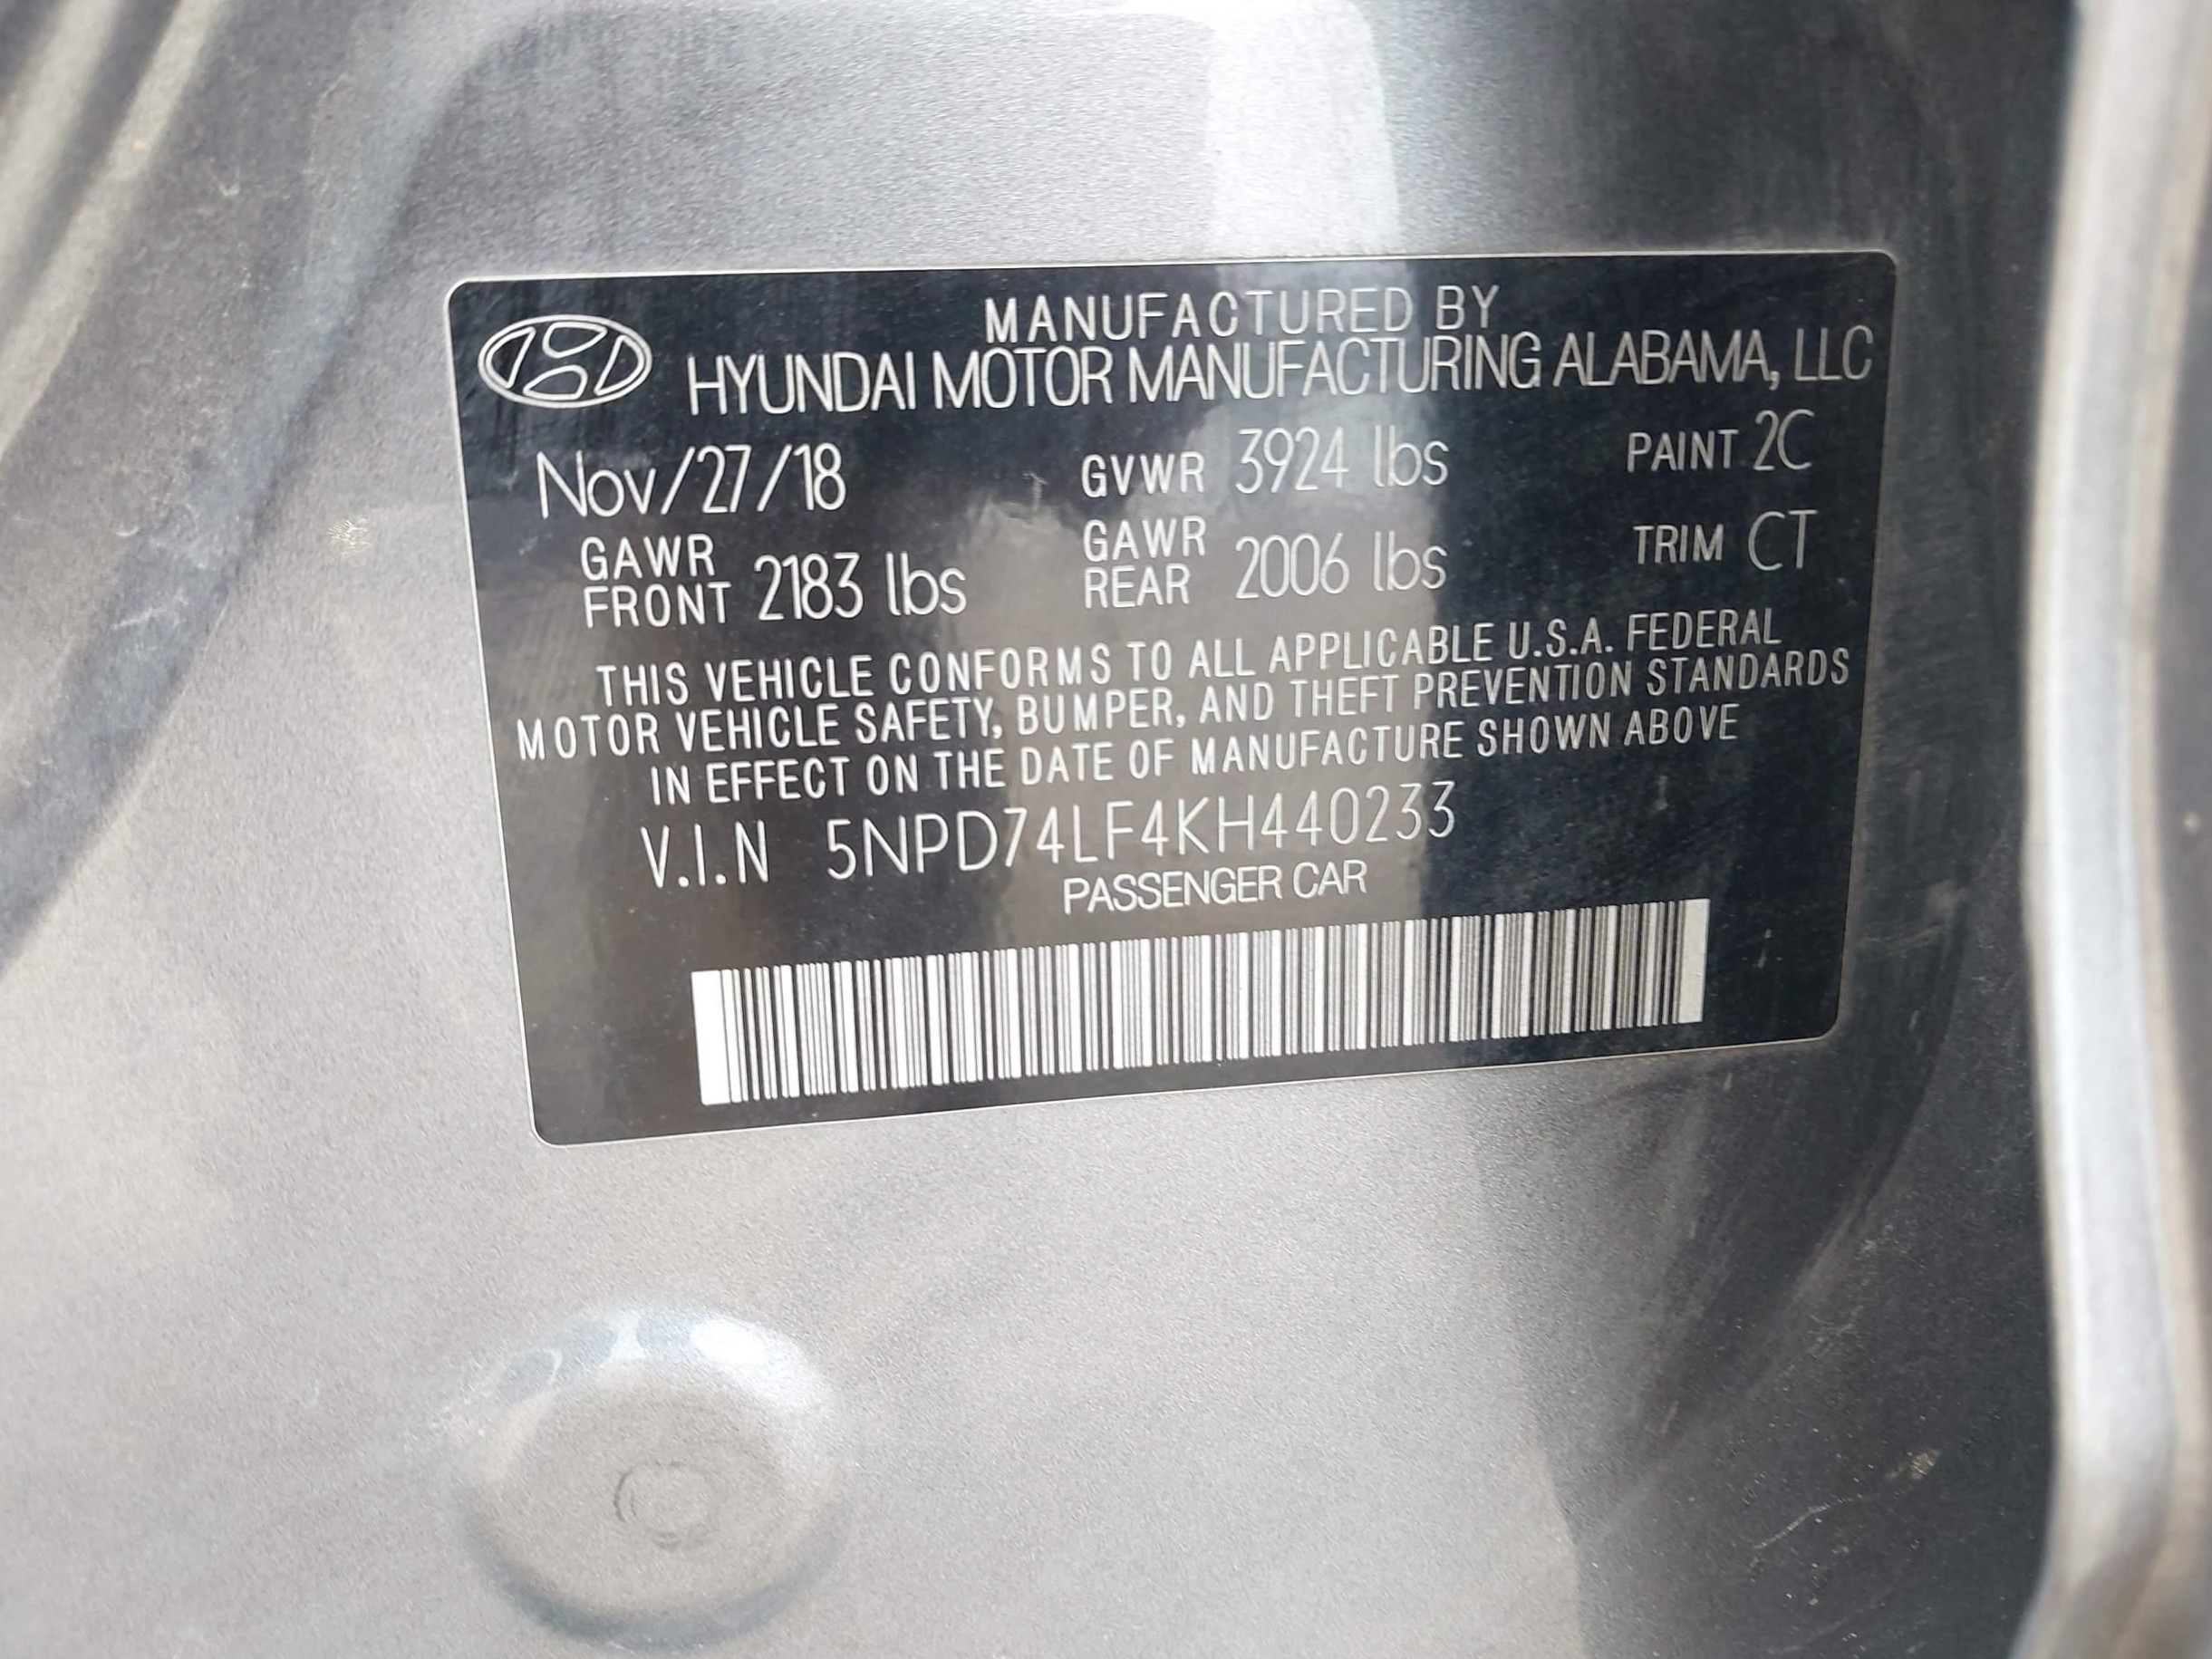 MANUFACTURED BY
HYUNDAI MOTOR MANUFACTURING ALABAMA, LLC
Nov/27/18 GVWR 3924 lbs PAINT 2C
GAWR FRONT 2183 lbs GAWR REAR 2006 lbs TRIM CT
THIS VEHICLE CONFORMS TO ALL APPLICABLE U.S.A. FEDERAL
MOTOR VEHICLE SAFETY, BUMPER, AND THEFT PREVENTION STANDARDS
IN EFFECT ON THE DATE OF MANUFACTURE SHOWN ABOVE
V.I.N 5NPD74LF4KH440233
PASSENGER CAR